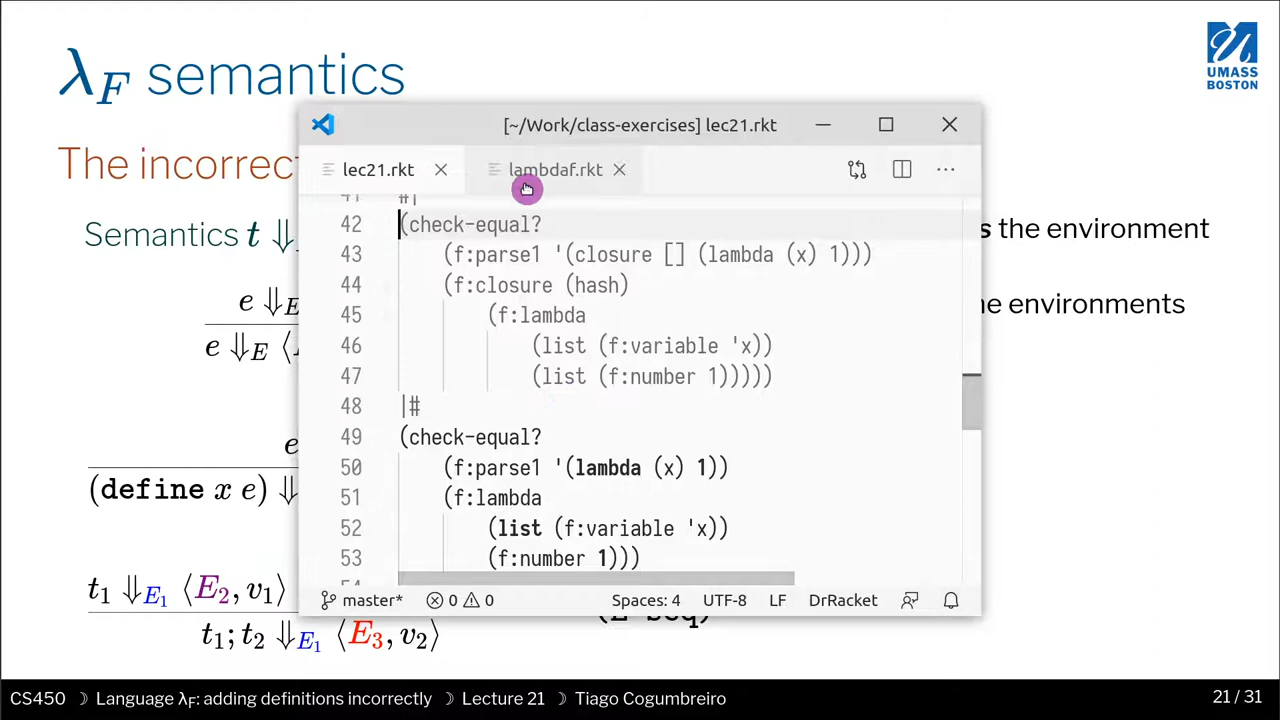 λF semantics
UMASS
BOSTON
The incorrec
Semantics t ⇓
s the environment
e ⇓E
ne environments
e ⇓E ⟨
e
(define x e) ⇓
t1 ⇓E1 ⟨E2, v1⟩
t1; t2 ⇓E1 ⟨E3, v2⟩
[~/Work/class-exercises] lec21.rkt
lec21.rkt
lambdaf.rkt
41 #|
42 (check-equal?
43 (f:parse1 '(closure [] (lambda (x) 1)))
44 (f:closure (hash)
45 (f:lambda
46 (list (f:variable 'x))
47 (list (f:number 1)))))
48 |#
49 (check-equal?
50 (f:parse1 '(lambda (x) 1))
51 (f:lambda
52 (list (f:variable 'x))
53 (f:number 1)))
master* 0 0 Spaces: 4 UTF-8 LF DrRacket
CS450 ☽ Language λF: adding definitions incorrectly ☽ Lecture 21 ☽ Tiago Cogumbreiro 21 / 31